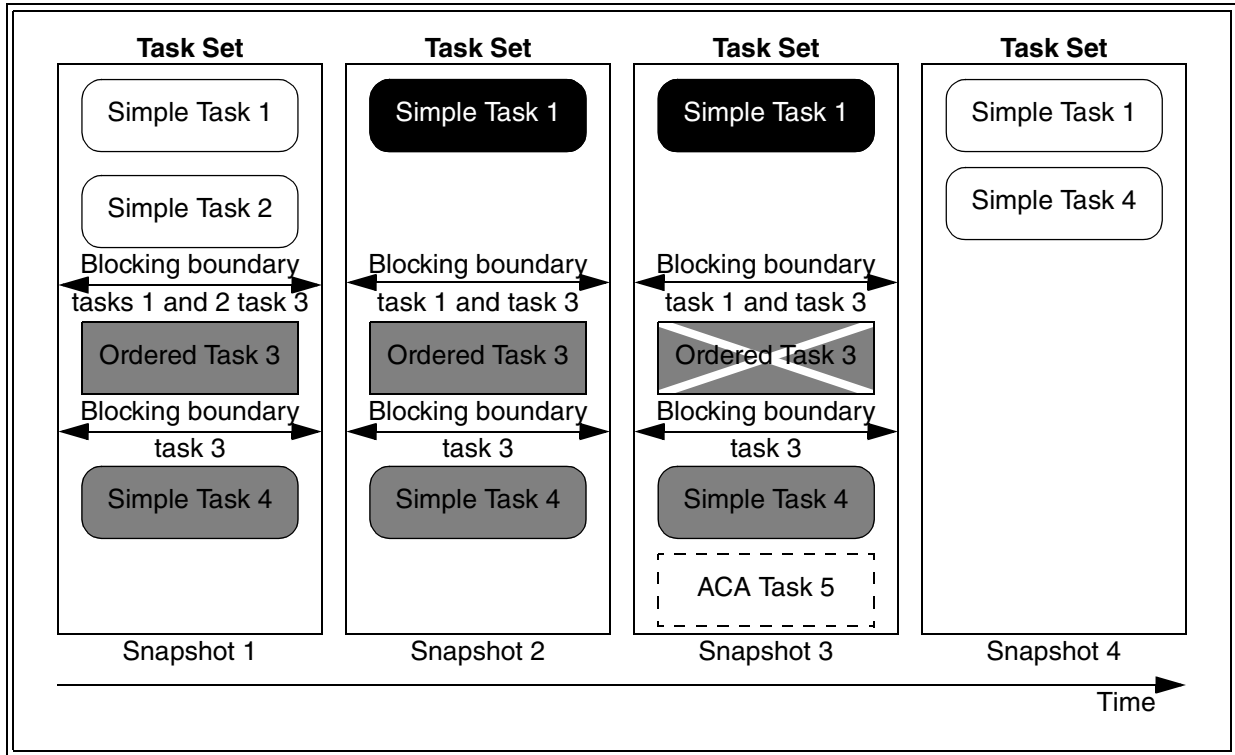 Task Set
Simple Task 1
Simple Task 2
Blocking boundary
tasks 1 and 2 task 3
Ordered Task 3
Blocking boundary
task 3
Simple Task 4
Snapshot 1
Task Set
Simple Task 1
Blocking boundary
task 1 and task 3
Ordered Task 3
Blocking boundary
task 3
Simple Task 4
Snapshot 2
Task Set
Simple Task 1
Blocking boundary
task 1 and task 3
Ordered Task 3
Blocking boundary
task 3
Simple Task 4
ACA Task 5
Snapshot 3
Task Set
Simple Task 1
Simple Task 4
Snapshot 4
Time